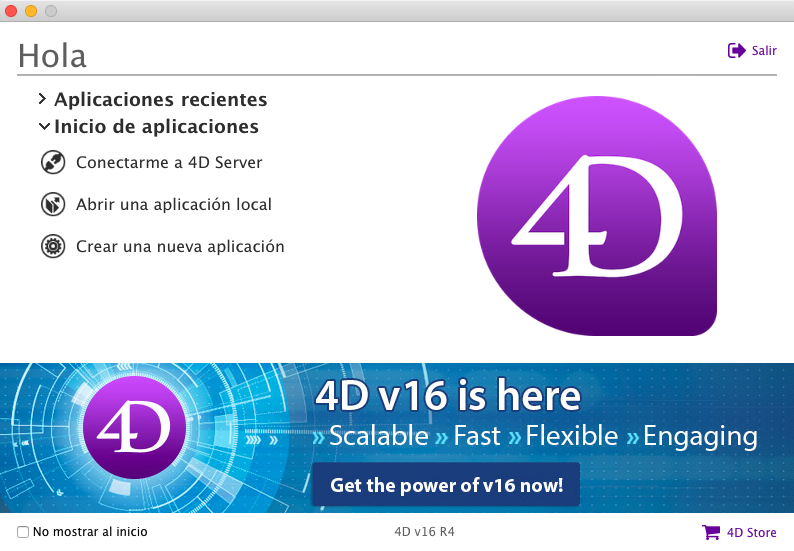 Hola
Salir
Aplicaciones recientes
Inicio de aplicaciones
Conectarme a 4D Server
Abrir una aplicación local
Crear una nueva aplicación
4D
4D
4D v16 is here
» Scalable » Fast » Flexible » Engaging
Get the power of v16 now!
No mostrar al inicio
4D v16 R4
4D Store